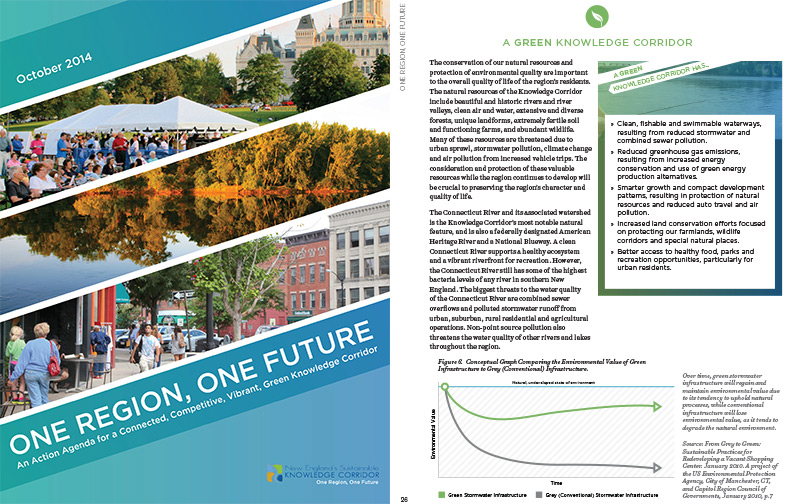 October 2014
ONE REGION, ONE FUTURE
An Action Agenda for a Connected, Competitive, Vibrant, Green Knowledge Corridor
New England's Sustainable
KNOWLEDGE CORRIDOR
One Region, One Future
ONE REGION, ONE FUTURE
A GREEN KNOWLEDGE CORRIDOR
The conservation of our natural resources and
protection of environmental quality are important
to the overall quality of life of the region's residents.
The natural resources of the Knowledge Corridor
include beautiful and historic rivers and river
valleys, clean air and water, extensive and diverse
forests, unique landforms, extremely fertile soil
and functioning farms, and abundant wildlife.
Many of these resources are threatened due to
urban sprawl, stormwater pollution, climate change
and air pollution from increased vehicle trips. The
consideration and protection of these valuable
resources while the region continues to develop will
be crucial to preserving the region's character and
quality of life.
The Connecticut River and its associated watershed
is the Knowledge Corridor's most notable natural
feature, and is also a federally designated American
Heritage River and a National Blueway. A clean
Connecticut River supports a healthy ecosystem
and a vibrant riverfront for recreation. However,
the Connecticut River still has some of the highest
bacteria levels of any river in southern New
England. The biggest threats to the water quality
of the Connecticut River are combined sewer
overflows and polluted stormwater runoff from
urban, suburban, rural residential and agricultural
operations. Non-point source pollution also
threatens the water quality of other rivers and lakes
throughout the region.
A GREEN
KNOWLEDGE CORRIDOR HAS...
» Clean, fishable and swimmable waterways,
resulting from reduced stormwater and
combined sewer pollution.
» Reduced greenhouse gas emissions,
resulting from increased energy
conservation and use of green energy
production alternatives.
» Smarter growth and compact development
patterns, resulting in protection of natural
resources and reduced auto travel and air
pollution.
» Increased land conservation efforts focused
on protecting our farmlands, wildlife
corridors and special natural places.
» Better access to healthy food, parks and
recreation opportunities, particularly for
urban residents.
Figure 6. Conceptual Graph Comparing the Environmental Value of Green
Infrastructure to Grey (Conventional) Infrastructure.
Natural, undeveloped state of environment
Environmental Value
Time
Green Stormwater Infrastructure
Grey (Conventional) Stormwater Infrastructure
Over time, green stormwater
infrastructure will regain and
maintain environmental value due
to its tendency to uphold natural
processes, while conventional
infrastructure will lose
environmental value, as it tends to
degrade the natural environment.
Source: From Grey to Green:
Sustainable Practices for
Redeveloping a Vacant Shopping
Center. January 2010. A project of
the US Environmental Protection
Agency, City of Manchester, CT,
and Capitol Region Council of
Governments, January 2010, p.7
26